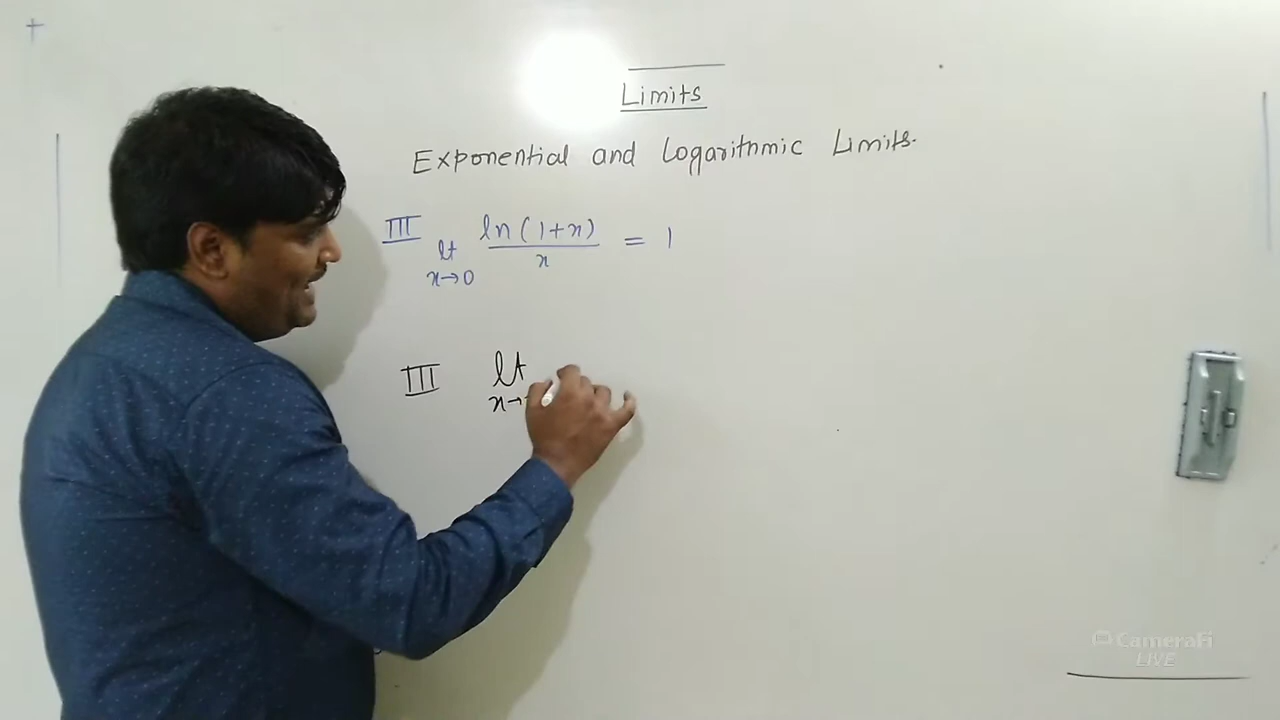 Limits
Exponential and Logarithmic Limits.
III lt x→0 ln(1+x)/x = 1
III lt x→
CameraFi
LIVE